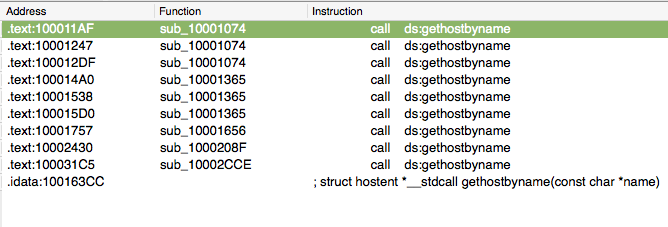 Address Function Instruction
.text:100011AF sub_10001074 call ds:gethostbyname
.text:10001247 sub_10001074 call ds:gethostbyname
.text:100012DF sub_10001074 call ds:gethostbyname
.text:100014A0 sub_10001365 call ds:gethostbyname
.text:10001538 sub_10001365 call ds:gethostbyname
.text:100015D0 sub_10001365 call ds:gethostbyname
.text:10001757 sub_10001656 call ds:gethostbyname
.text:10002430 sub_1000208F call ds:gethostbyname
.text:100031C5 sub_10002CCE call ds:gethostbyname
.idata:100163CC ; struct hostent *__stdcall gethostbyname(const char *name)